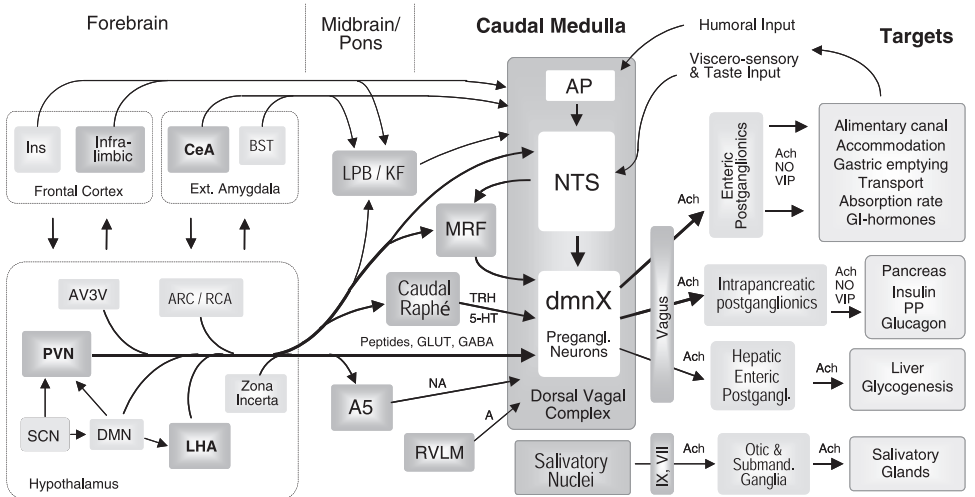 Forebrain
Midbrain/
Pons
Caudal Medulla
Humoral Input
Viscero-sensory
& Taste Input
Targets
Ins
Infra-
limbic
Frontal Cortex
CeA
BST
Ext. Amygdala
LPB / KF
AP
NTS
MRF
Caudal
Raphé
TRH
5-HT
dmnX
Pregangl.
Neurons
Dorsal Vagal
Complex
Peptides, GLUT, GABA
AV3V
ARC / RCA
PVN
SCN
DMN
LHA
Zona
Incerta
Hypothalamus
A5
NA
RVLM
A
Salivatory
Nuclei
Vagus
IX, VII
Ach
Enteric
Postganglionics
Ach
NO
VIP
Alimentary canal
Accommodation
Gastric emptying
Transport
Absorption rate
GI-hormones
Ach
Intrapancreatic
postganglionics
Ach
NO
VIP
Pancreas
Insulin
PP
Glucagon
Ach
Hepatic
Enteric
Postgangl.
Ach
Liver
Glycogenesis
Ach
Otic &
Submand.
Ganglia
Ach
Salivatory
Glands